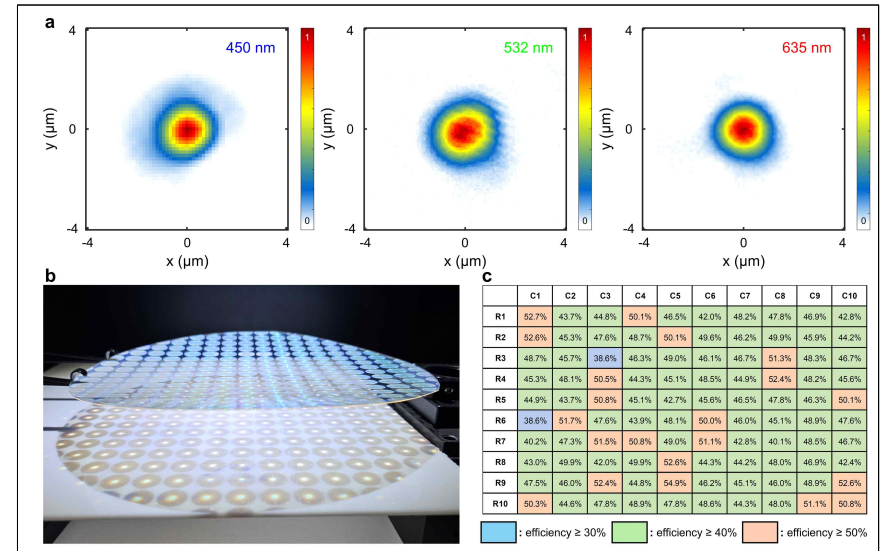 a
4
0
-4
-4 0 4
x (µm)
y (µm)
450 nm
1
0
4
0
-4
-4 0 4
x (µm)
y (µm)
532 nm
1
0
4
0
-4
-4 0 4
x (µm)
y (µm)
635 nm
1
0
b
c
C1 C2 C3 C4 C5 C6 C7 C8 C9 C10
R1 52.7% 43.7% 44.8% 50.1% 46.5% 42.0% 48.2% 47.8% 46.9% 42.8%
R2 52.6% 45.3% 47.6% 48.7% 50.1% 49.6% 46.2% 49.9% 45.9% 44.2%
R3 48.7% 45.7% 38.6% 46.3% 49.0% 46.1% 46.7% 51.3% 48.3% 46.7%
R4 45.3% 48.1% 50.5% 44.3% 45.1% 48.5% 44.9% 52.4% 48.2% 45.6%
R5 44.9% 43.7% 50.8% 45.1% 42.7% 45.6% 46.5% 47.8% 46.3% 50.1%
R6 38.6% 51.7% 47.6% 43.9% 48.1% 50.0% 46.0% 45.1% 48.9% 47.6%
R7 40.2% 47.3% 51.5% 50.8% 49.0% 51.1% 42.8% 40.1% 48.5% 46.7%
R8 43.0% 49.9% 42.0% 49.9% 52.6% 44.3% 44.2% 48.0% 46.9% 42.4%
R9 47.5% 46.0% 52.4% 44.8% 54.9% 46.2% 45.1% 46.0% 48.9% 52.6%
R10 50.3% 44.6% 47.8% 48.9% 47.8% 48.6% 44.3% 48.0% 51.1% 50.8%
: efficiency ≥ 30% : efficiency ≥ 40% : efficiency ≥ 50%